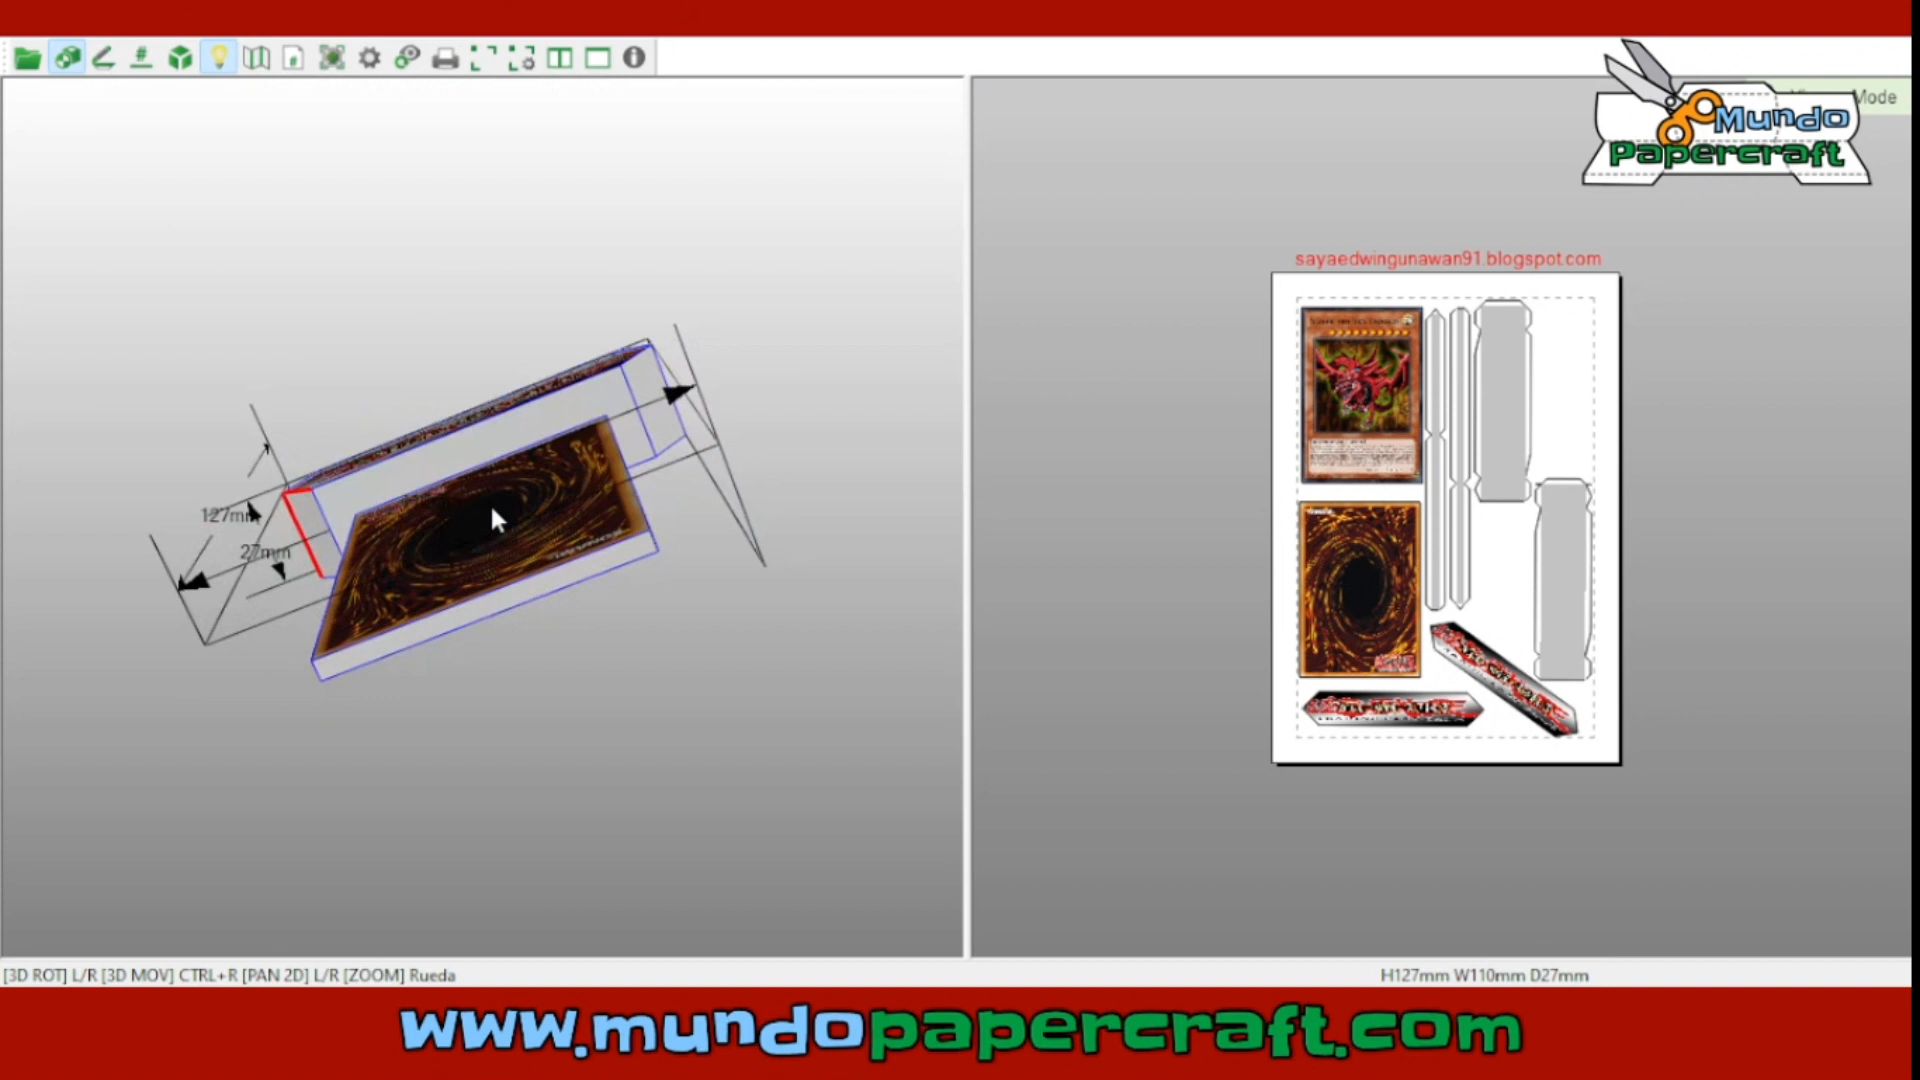 Mode
Mundo
Papercraft
sayaedwingunawan91.blogspot.com
127mm
27mm
[3D ROT] L/R [3D MOV] CTRL+R [PAN 2D] L/R [ZOOM] Rueda
H127mm W110mm D27mm
www.mundopapercraft.com